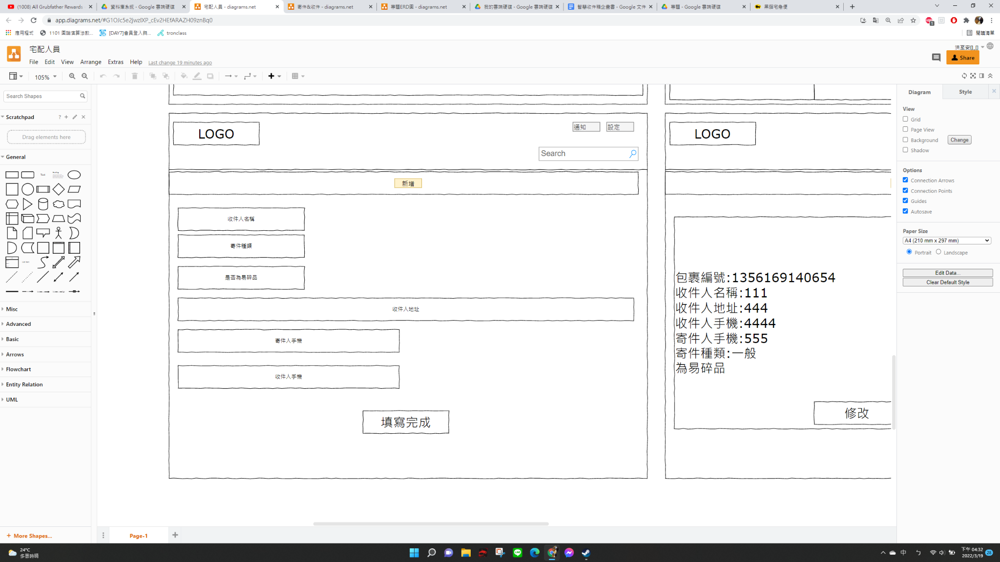 (1008) All Grubfather Rewards
資料庫系統 - Google 雲端硬碟
宅配人員 - diagrams.net
寄件&收件 - diagrams.net
專題ERD圖 - diagrams.net
我的雲端硬碟 - Google 雲端硬碟
智慧收件箱企畫書 - Google 文件
專題 - Google 雲端硬碟
黑貓宅急便
app.diagrams.net/#G1OJc5e2JwzIXP_cEv2HEfARAZH09znBq0
應用程式
1101 圖論演算法教...
[DAY7]會員登入與...
tronclass
閱讀清單
宅配人員
洪至安[]_[]
File Edit View Arrange Extras Help Last change 19 minutes ago
Share
105%
Search Shapes
Scratchpad
Drag elements here
General
Text
Heading
List Item
Misc
Advanced
Basic
Arrows
Flowchart
Entity Relation
UML
+ More Shapes...
LOGO
通知
設定
Search
新增
收件人名稱
寄件種類
是否為易碎品
收件人地址
寄件人手機
收件人手機
填寫完成
LOGO
包裹編號:1356169140654
收件人名稱:111
收件人地址:444
收件人手機:4444
寄件人手機:555
寄件種類:一般
為易碎品
修改
Diagram
Style
View
Grid
Page View
Background
Change
Shadow
Options
Connection Arrows
Connection Points
Guides
Autosave
Paper Size
A4 (210 mm x 297 mm)
Portrait
Landscape
Edit Data...
Clear Default Style
Page-1
24°C
多雲時晴
中
ㄅ
下午 04:32
2022/3/19
28